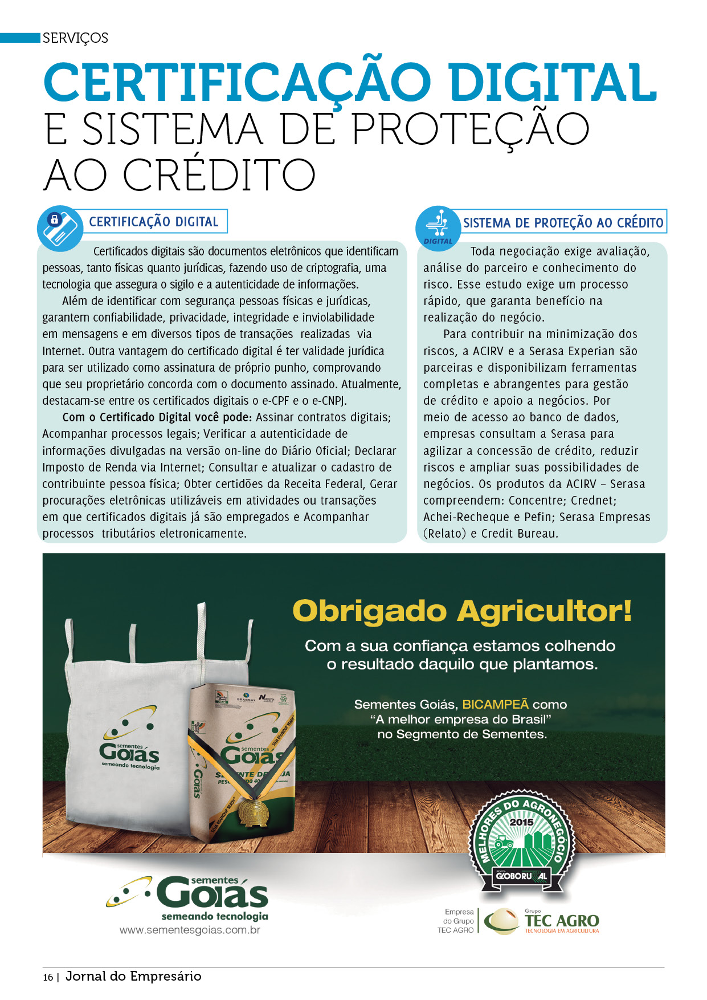 SERVIÇOS
CERTIFICAÇÃO DIGITAL
E SISTEMA DE PROTEÇÃO
AO CRÉDITO
CERTIFICAÇÃO DIGITAL
Certificados digitais são documentos eletrônicos que identificam
pessoas, tanto físicas quanto jurídicas, fazendo uso de criptografia, uma
tecnologia que assegura o sigilo e a autenticidade de informações.
Além de identificar com segurança pessoas físicas e jurídicas,
garantem confiabilidade, privacidade, integridade e inviolabilidade
em mensagens e em diversos tipos de transações realizadas via
Internet. Outra vantagem do certificado digital é ter validade jurídica
para ser utilizado como assinatura de próprio punho, comprovando
que seu proprietário concorda com o documento assinado. Atualmente,
destacam-se entre os certificados digitais o e-CPF e o e-CNPJ.
Com o Certificado Digital você pode: Assinar contratos digitais;
Acompanhar processos legais; Verificar a autenticidade de
informações divulgadas na versão on-line do Diário Oficial; Declarar
Imposto de Renda via Internet; Consultar e atualizar o cadastro de
contribuinte pessoa física; Obter certidões da Receita Federal, Gerar
procurações eletrônicas utilizáveis em atividades ou transações
em que certificados digitais já são empregados e Acompanhar
processos tributários eletronicamente.
DIGITAL
SISTEMA DE PROTEÇÃO AO CRÉDITO
Toda negociação exige avaliação,
análise do parceiro e conhecimento do
risco. Esse estudo exige um processo
rápido, que garanta benefício na
realização do negócio.
Para contribuir na minimização dos
riscos, a ACIRV e a Serasa Experian são
parceiras e disponibilizam ferramentas
completas e abrangentes para gestão
de crédito e apoio a negócios. Por
meio de acesso ao banco de dados,
empresas consultam a Serasa para
agilizar a concessão de crédito, reduzir
riscos e ampliar suas possibilidades de
negócios. Os produtos da ACIRV – Serasa
compreendem: Concentre; Crednet;
Achei-Recheque e Pefin; Serasa Empresas
(Relato) e Credit Bureau.
Obrigado Agricultor!
Com a sua confiança estamos colhendo
o resultado daquilo que plantamos.
Sementes Goiás, BICAMPEÃ como
“A melhor empresa do Brasil”
no Segmento de Sementes.
sementes
Goiás
semeando tecnologia
BRASMAX
NIDERA
sementes
Goiás
SOJA ROUNDUP READY
SOJA ROUNDUP READY
sementes
Goiás
MELHORES DO AGRONEGÓCIO
2015
REVISTA
GLOBO RURAL
sementes
Goiás
semeando tecnologia
www.sementesgoias.com.br
Empresa
do Grupo
TEC AGRO
Grupo
TEC AGRO
TECNOLOGIA EM AGRICULTURA
16 | Jornal do Empresário